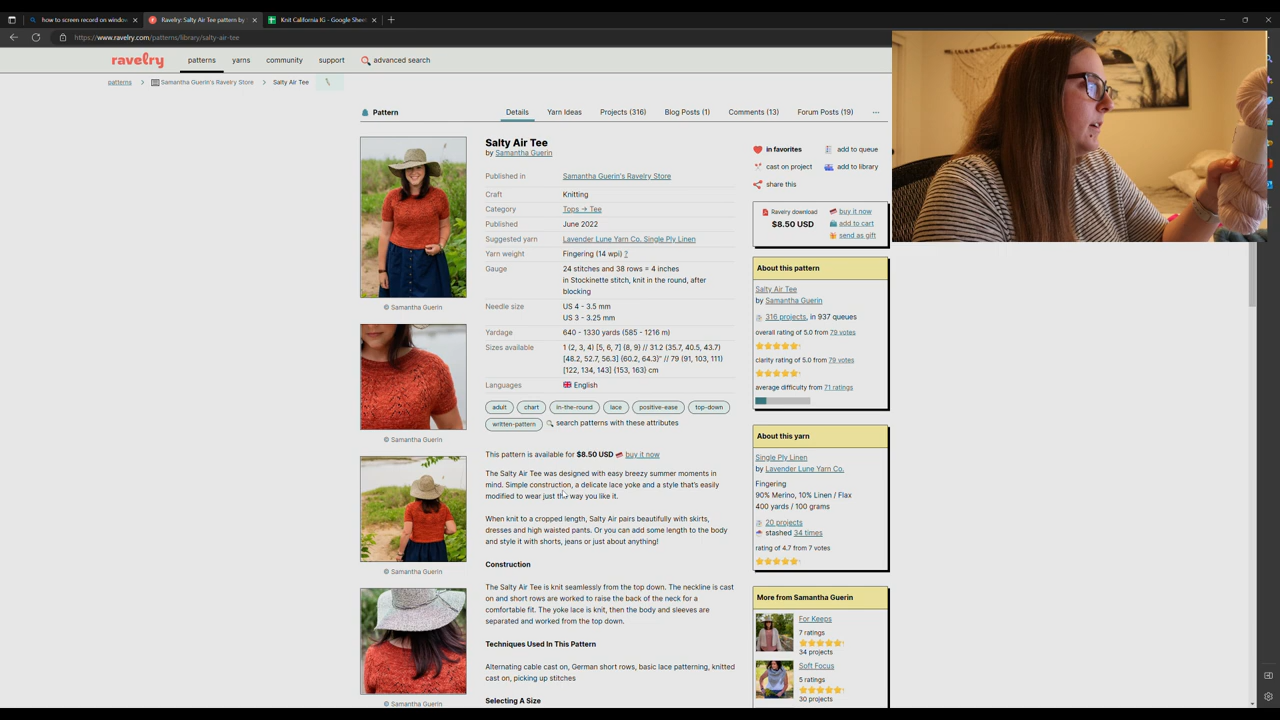 how to screen record on window
Ravelry: Salty Air Tee pattern by
Knit California IG - Google Shee
https://www.ravelry.com/patterns/library/salty-air-tee
ravelry
patterns
yarns
community
support
advanced search
patterns
Samantha Guerin's Ravelry Store
Salty Air Tee
Pattern
Details
Yarn Ideas
Projects (316)
Blog Posts (1)
Comments (13)
Forum Posts (19)
© Samantha Guerin
© Samantha Guerin
© Samantha Guerin
© Samantha Guerin
Salty Air Tee
by Samantha Guerin
Published in Samantha Guerin's Ravelry Store
Craft Knitting
Category Tops → Tee
Published June 2022
Suggested yarn Lavender Lune Yarn Co. Single Ply Linen
Yarn weight Fingering (14 wpi) ?
Gauge 24 stitches and 38 rows = 4 inches
in Stockinette stitch, knit in the round, after
blocking
Needle size US 4 - 3.5 mm
US 3 - 3.25 mm
Yardage 640 - 1330 yards (585 - 1216 m)
Sizes available 1 (2, 3, 4) [5, 6, 7] {8, 9} // 31.2 (35.7, 40.5, 43.7)
[48.2, 52.7, 56.3] {60.2, 64.3}" // 79 (91, 103, 111)
[122, 134, 143] {153, 163} cm
Languages English
adult
chart
in-the-round
lace
positive-ease
top-down
written-pattern
search patterns with these attributes
This pattern is available for $8.50 USD buy it now
The Salty Air Tee was designed with easy breezy summer moments in
mind. Simple construction, a delicate lace yoke and a style that's easily
modified to wear just the way you like it.
When knit to a cropped length, Salty Air pairs beautifully with skirts,
dresses and high waisted pants. Or you can add some length to the body
and style it with shorts, jeans or just about anything!
Construction
The Salty Air Tee is knit seamlessly from the top down. The neckline is cast
on and short rows are worked to raise the back of the neck for a
comfortable fit. The yoke lace is knit, then the body and sleeves are
separated and worked from the top down.
Techniques Used In This Pattern
Alternating cable cast on, German short rows, basic lace patterning, knitted
cast on, picking up stitches
Selecting A Size
in favorites
add to queue
cast on project
add to library
share this
Ravelry download
$8.50 USD
buy it now
add to cart
send as gift
About this pattern
Salty Air Tee
by Samantha Guerin
316 projects, in 937 queues
overall rating of 5.0 from 79 votes
clarity rating of 5.0 from 79 votes
average difficulty from 71 ratings
About this yarn
Single Ply Linen
by Lavender Lune Yarn Co.
Fingering
90% Merino, 10% Linen / Flax
400 yards / 100 grams
20 projects
stashed 34 times
rating of 4.7 from 7 votes
More from Samantha Guerin
For Keeps
7 ratings
34 projects
Soft Focus
5 ratings
30 projects